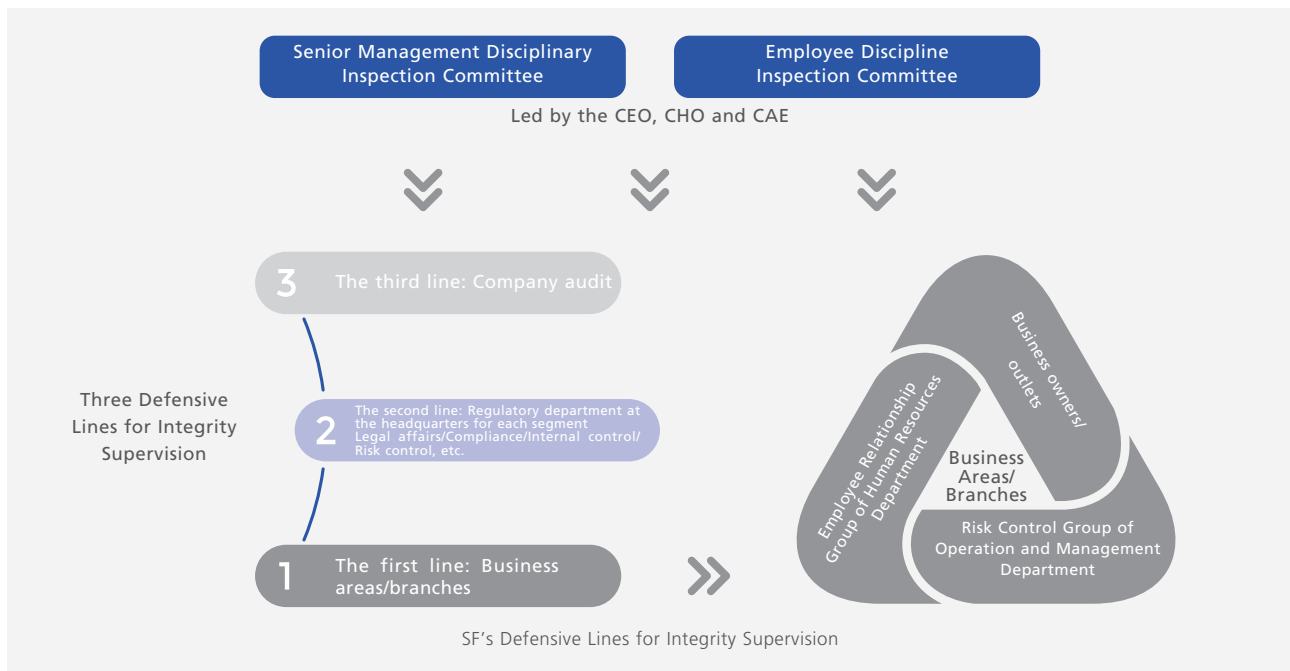 Senior Management Disciplinary
Inspection Committee
Employee Discipline
Inspection Committee
Led by the CEO, CHO and CAE
3
The third line: Company audit
Three Defensive
Lines for Integrity
Supervision
2
The second line: Regulatory department at
the headquarters for each segment
Legal affairs/Compliance/Internal control/
Risk control, etc.
1
The first line: Business
areas/branches
Business owners/
outlets
Employee Relationship
Group of Human Resources
Department
Business
Areas/
Branches
Risk Control Group of
Operation and Management
Department
SF's Defensive Lines for Integrity Supervision